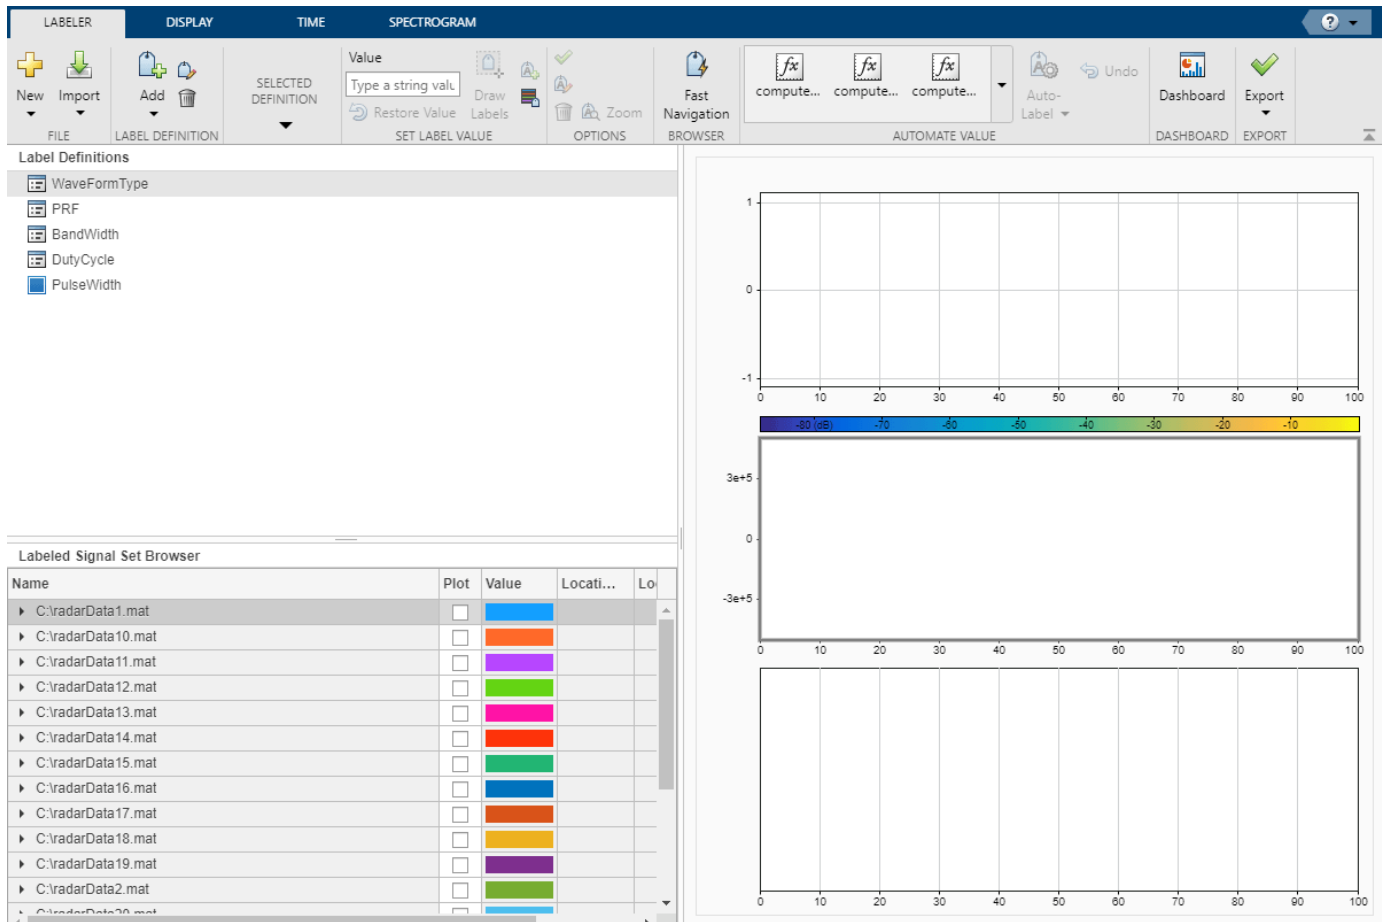 LABELER DISPLAY TIME SPECTROGRAM ?
New Import Add SELECTED DEFINITION Value Type a string valu Restore Value Draw Labels Zoom Fast Navigation compute... compute... compute... Auto-Label Undo Dashboard Export
FILE LABEL DEFINITION SET LABEL VALUE OPTIONS BROWSER AUTOMATE VALUE DASHBOARD EXPORT
Label Definitions
WaveFormType
PRF
BandWidth
DutyCycle
PulseWidth
Labeled Signal Set Browser
Name Plot Value Locati... Lo
C:\radarData1.mat
C:\radarData10.mat
C:\radarData11.mat
C:\radarData12.mat
C:\radarData13.mat
C:\radarData14.mat
C:\radarData15.mat
C:\radarData16.mat
C:\radarData17.mat
C:\radarData18.mat
C:\radarData19.mat
C:\radarData2.mat
C:\radarData20.mat
1
0
-1
0 10 20 30 40 50 60 70 80 90 100
-80 (dB) -70 -60 -50 -40 -30 -20 -10
3e+5
0
-3e+5
0 10 20 30 40 50 60 70 80 90 100
0 10 20 30 40 50 60 70 80 90 100